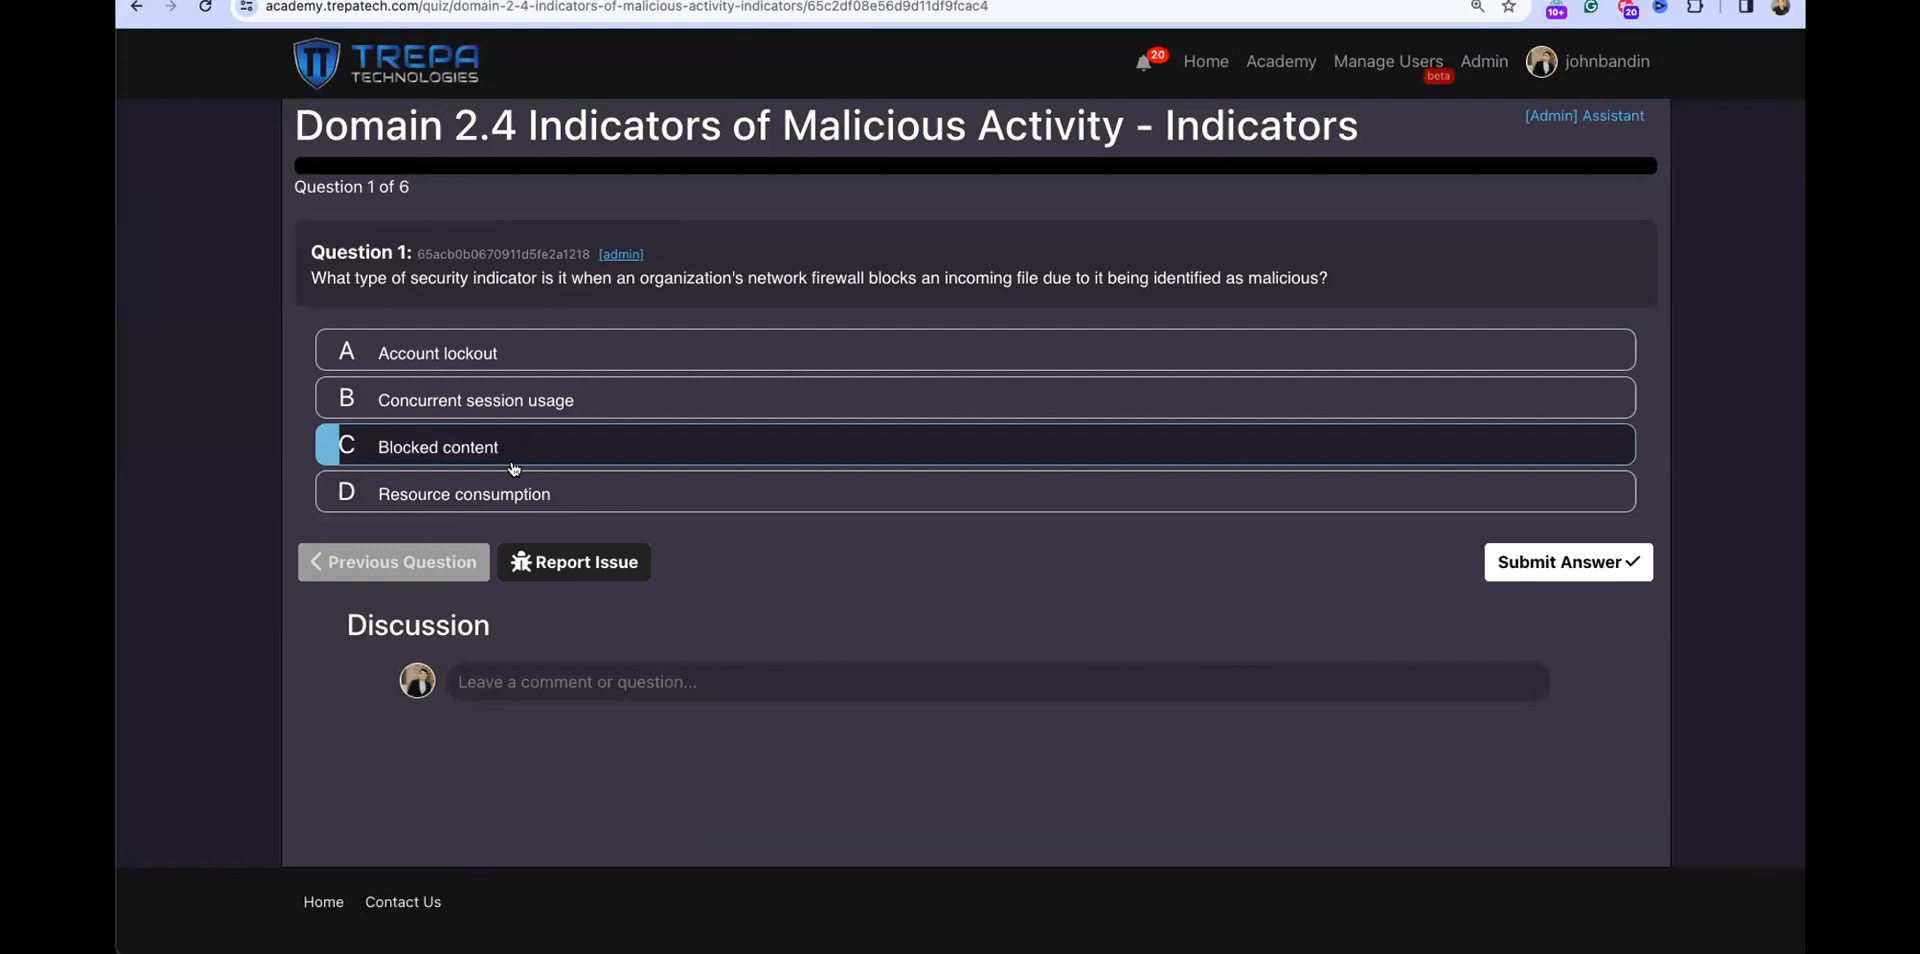 academy.trepatech.com/quiz/domain-2-4-indicators-of-malicious-activity-indicators/65c2df08e56d9d11df9fcac4
10+
20
TREPA
TECHNOLOGIES
20
Home
Academy
Manage Users
beta
Admin
johnbandin
Domain 2.4 Indicators of Malicious Activity - Indicators
[Admin] Assistant
Question 1 of 6
Question 1: 65acb0b0670911d5fe2a1218 [admin]
What type of security indicator is it when an organization's network firewall blocks an incoming file due to it being identified as malicious?
A Account lockout
B Concurrent session usage
C Blocked content
D Resource consumption
Previous Question
Report Issue
Submit Answer
Discussion
Leave a comment or question...
Home
Contact Us